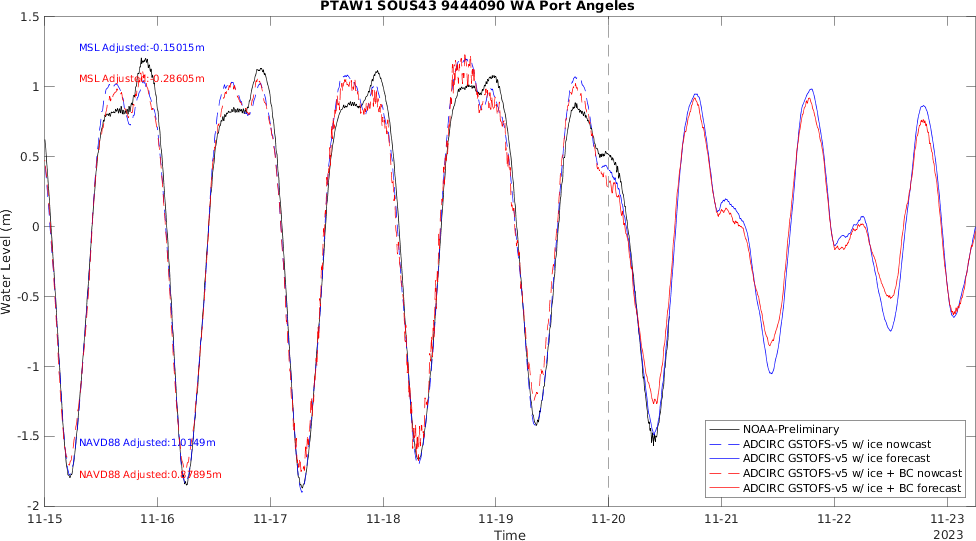 PTAW1 SOUS43 9444090 WA Port Angeles
1.5
1
0.5
0
-0.5
-1
-1.5
-2
Water Level (m)
MSL Adjusted:-0.15015m
MSL Adjusted:-0.28605m
NAVD88 Adjusted:1.0149m
NAVD88 Adjusted:0.87895m
NOAA-Preliminary
ADCIRC GSTOFS-v5 w/ ice nowcast
ADCIRC GSTOFS-v5 w/ ice forecast
ADCIRC GSTOFS-v5 w/ ice + BC nowcast
ADCIRC GSTOFS-v5 w/ ice + BC forecast
11-15 11-16 11-17 11-18 11-19 11-20 11-21 11-22 11-23
Time
2023